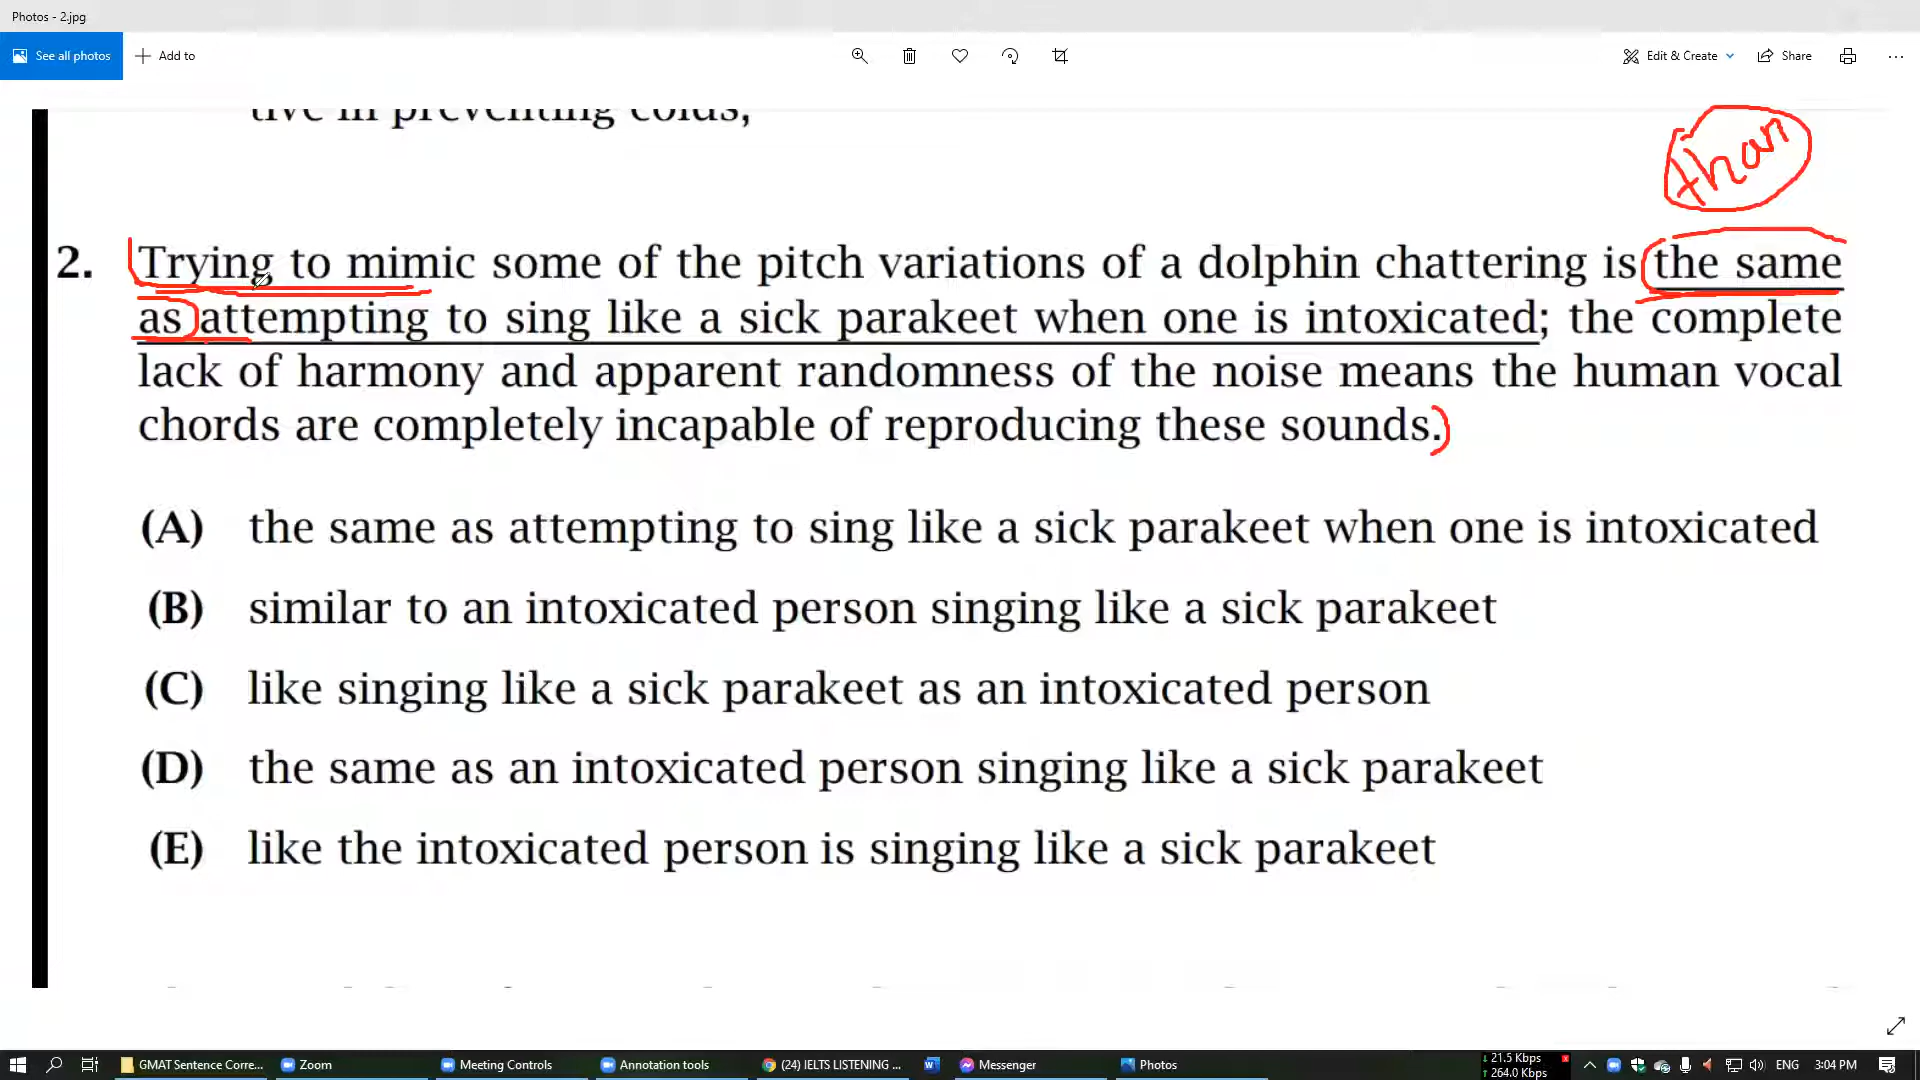 Photos - 2.jpg
See all photos
Add to
Edit & Create
Share
tive in preventing colds,
than
2. Trying to mimic some of the pitch variations of a dolphin chattering is the same
as attempting to sing like a sick parakeet when one is intoxicated; the complete
lack of harmony and apparent randomness of the noise means the human vocal
chords are completely incapable of reproducing these sounds.)
(A) the same as attempting to sing like a sick parakeet when one is intoxicated
(B) similar to an intoxicated person singing like a sick parakeet
(C) like singing like a sick parakeet as an intoxicated person
(D) the same as an intoxicated person singing like a sick parakeet
(E) like the intoxicated person is singing like a sick parakeet
GMAT Sentence Corre...
Zoom
Meeting Controls
Annotation tools
(24) IELTS LISTENING ...
Messenger
Photos
↓ 21.5 Kbps
↑ 264.0 Kbps
ENG
3:04 PM